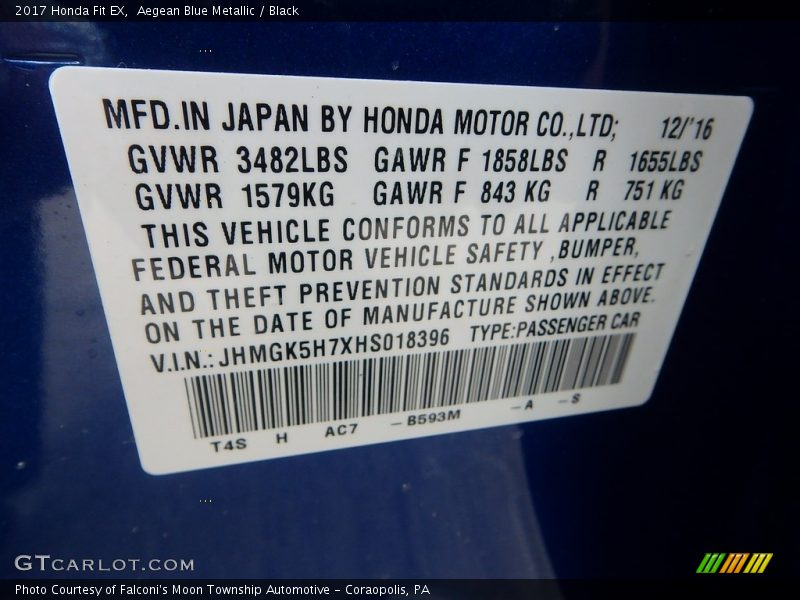 2017 Honda Fit EX,  Aegean Blue Metallic / Black
MFD.IN JAPAN BY HONDA MOTOR CO.,LTD; 12/'16
GVWR 3482LBS GAWR F 1858LBS R 1655LBS
GVWR 1579KG GAWR F 843 KG R 751 KG
THIS VEHICLE CONFORMS TO ALL APPLICABLE
FEDERAL MOTOR VEHICLE SAFETY ,BUMPER,
AND THEFT PREVENTION STANDARDS IN EFFECT
ON THE DATE OF MANUFACTURE SHOWN ABOVE.
V.I.N.: JHMGK5H7XHS018396 TYPE:PASSENGER CAR
T4S H AC7 -B593M -A -S
GTCARLOT.COM
Photo Courtesy of Falconi's Moon Township Automotive - Coraopolis, PA